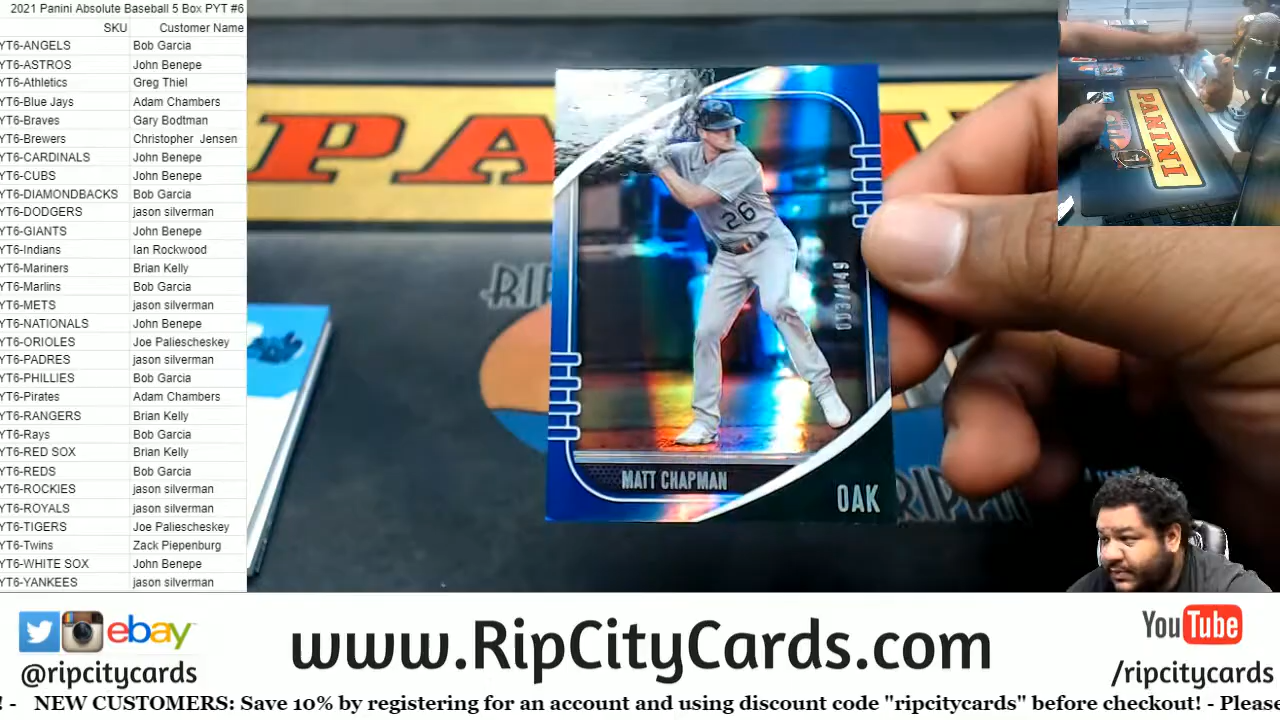 2021 Panini Absolute Baseball 5 Box PYT #6
SKU Customer Name
YT6-ANGELS Bob Garcia
YT6-ASTROS John Benepe
YT6-Athletics Greg Thiel
YT6-Blue Jays Adam Chambers
YT6-Braves Gary Bodtman
YT6-Brewers Christopher Jensen
YT6-CARDINALS John Benepe
YT6-CUBS John Benepe
YT6-DIAMONDBACKS Bob Garcia
YT6-DODGERS jason silverman
YT6-GIANTS John Benepe
YT6-Indians Ian Rockwood
YT6-Mariners Brian Kelly
YT6-Marlins Bob Garcia
YT6-METS jason silverman
YT6-NATIONALS John Benepe
YT6-ORIOLES Joe Paliescheskey
YT6-PADRES jason silverman
YT6-PHILLIES Bob Garcia
YT6-Pirates Adam Chambers
YT6-RANGERS Brian Kelly
YT6-Rays Bob Garcia
YT6-RED SOX Brian Kelly
YT6-REDS Bob Garcia
YT6-ROCKIES jason silverman
YT6-ROYALS jason silverman
YT6-TIGERS Joe Paliescheskey
YT6-Twins Zack Piepenburg
YT6-WHITE SOX John Benepe
YT6-YANKEES jason silverman
PA
RIP
26
003/149
MATT CHAPMAN
OAK
RIPPIN
PANINI
ebay
@ripcitycards
www.RipCityCards.com
YouTube
/ripcitycards
! - NEW CUSTOMERS: Save 10% by registering for an account and using discount code "ripcitycards" before checkout! - Please